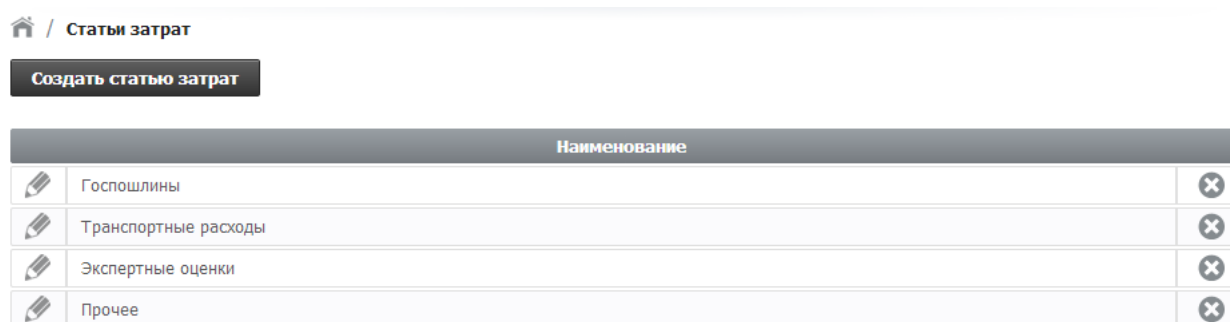 / Статьи затрат
Создать статью затрат
Наименование
Госпошлины
Транспортные расходы
Экспертные оценки
Прочее